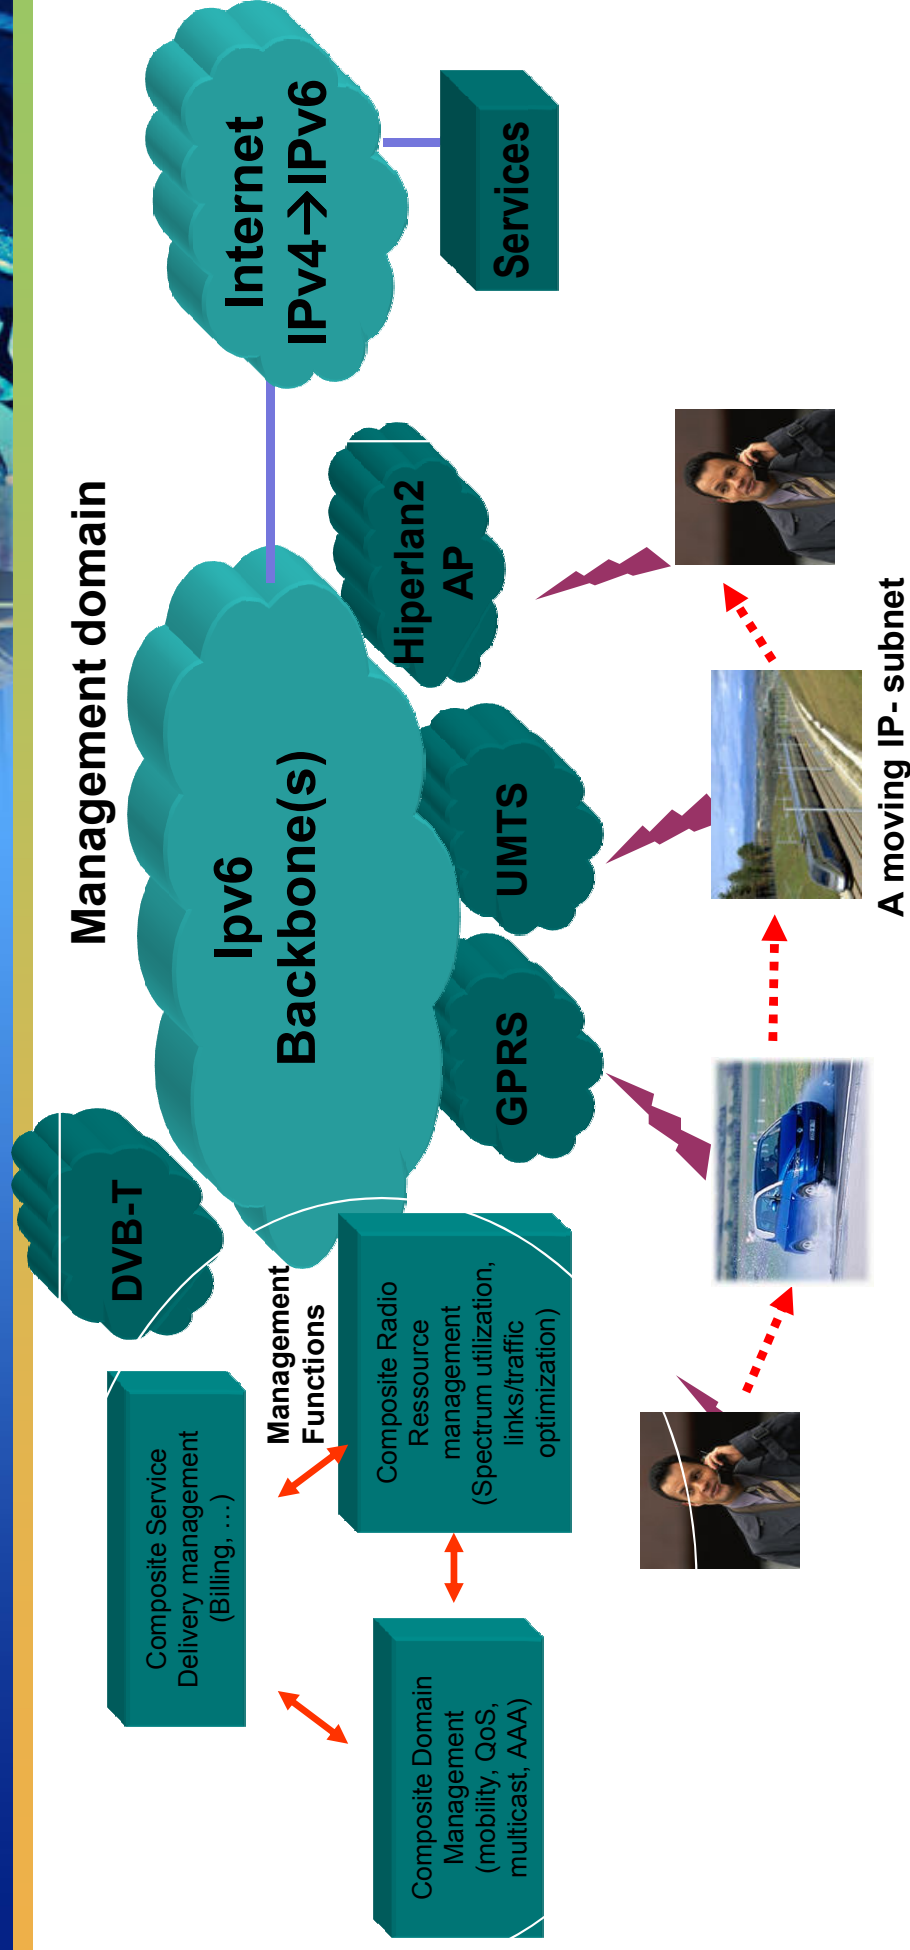 Management domain
DVB-T
Ipv6
Backbone(s)
Internet
IPv4→IPv6
Services
Hiperlan2
AP
UMTS
GPRS
Composite Service
Delivery management
(Billing, …)
Management
Functions
Composite Radio
Ressource
management
(Spectrum utilization,
links/traffic
optimization)
Composite Domain
Management
(mobility, QoS,
multicast, AAA)
A moving IP- subnet